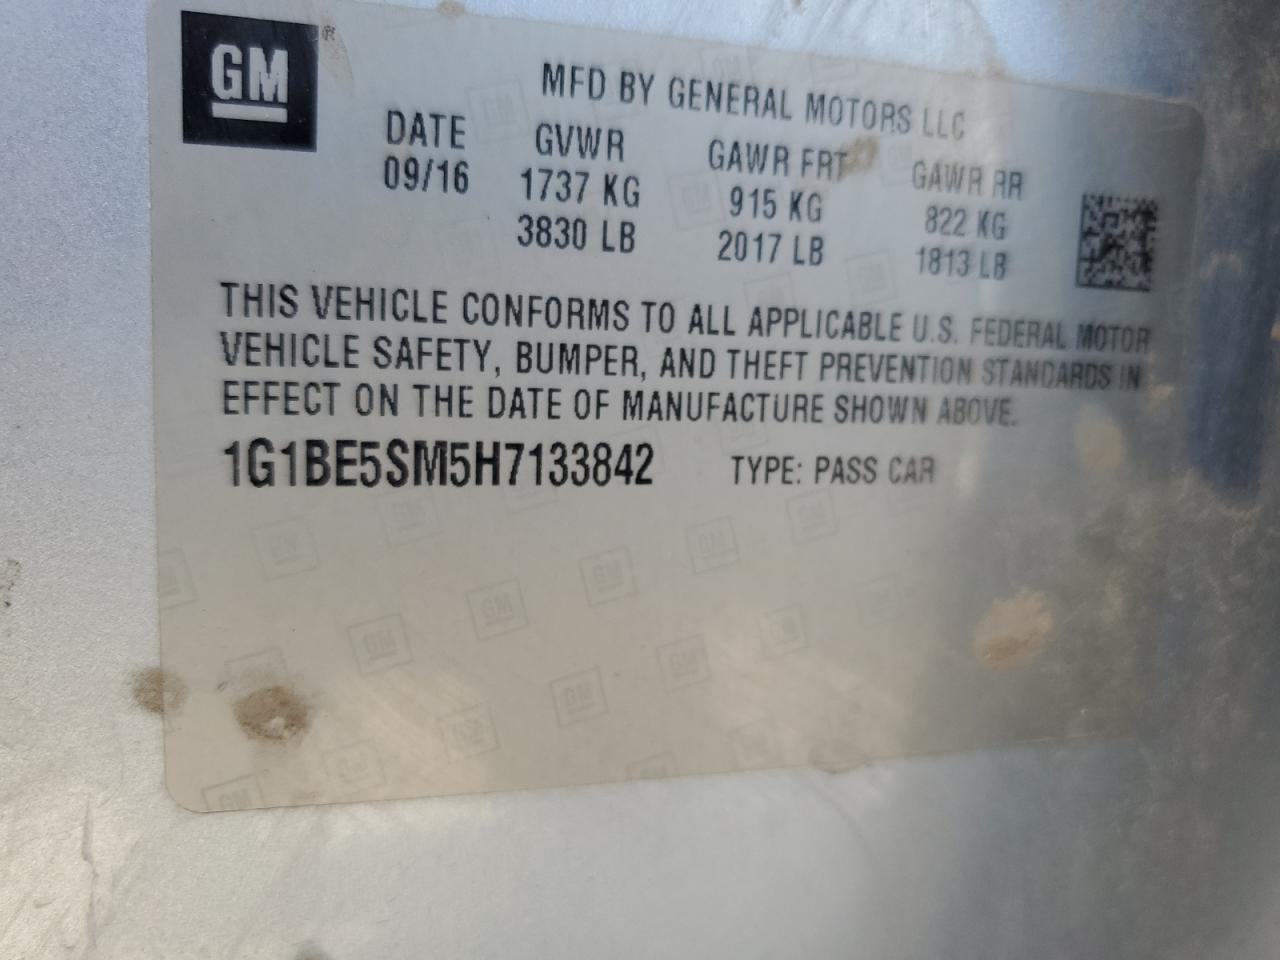 GM
MFD BY GENERAL MOTORS LLC
DATE GVWR GAWR FRT GAWR RR
09/16 1737 KG 915 KG 822 KG
3830 LB 2017 LB 1813 LB
THIS VEHICLE CONFORMS TO ALL APPLICABLE U.S. FEDERAL MOTOR
VEHICLE SAFETY, BUMPER, AND THEFT PREVENTION STANDARDS IN
EFFECT ON THE DATE OF MANUFACTURE SHOWN ABOVE.
1G1BE5SM5H7133842 TYPE: PASS CAR